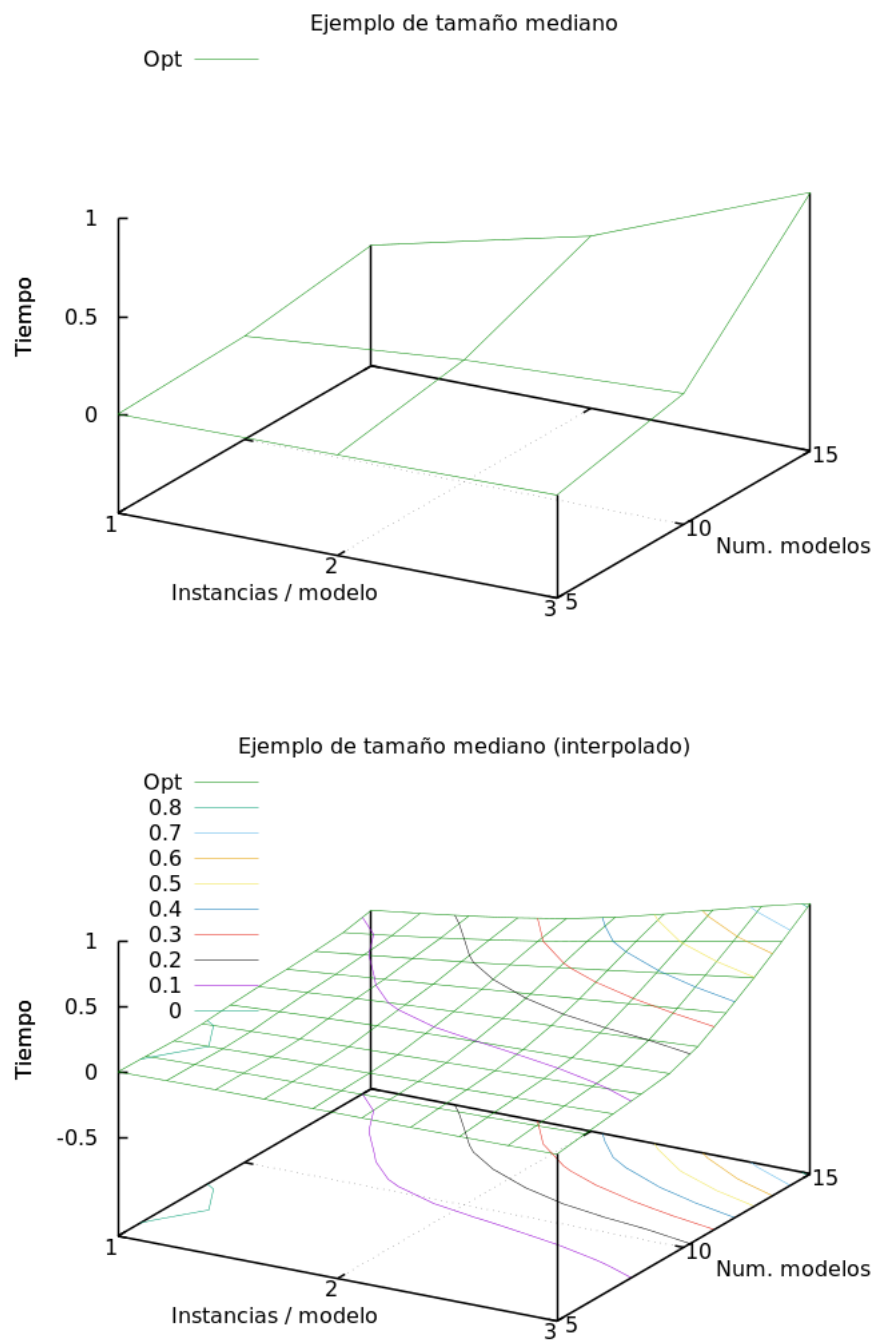 Ejemplo de tamaño mediano
Opt
1
0.5
0
Tiempo
1
2
3
5
10
15
Instancias / modelo
Num. modelos
Ejemplo de tamaño mediano (interpolado)
Opt
0.8
0.7
0.6
0.5
0.4
0.3
0.2
0.1
0
1
0.5
0
-0.5
Tiempo
1
2
3
5
10
15
Instancias / modelo
Num. modelos